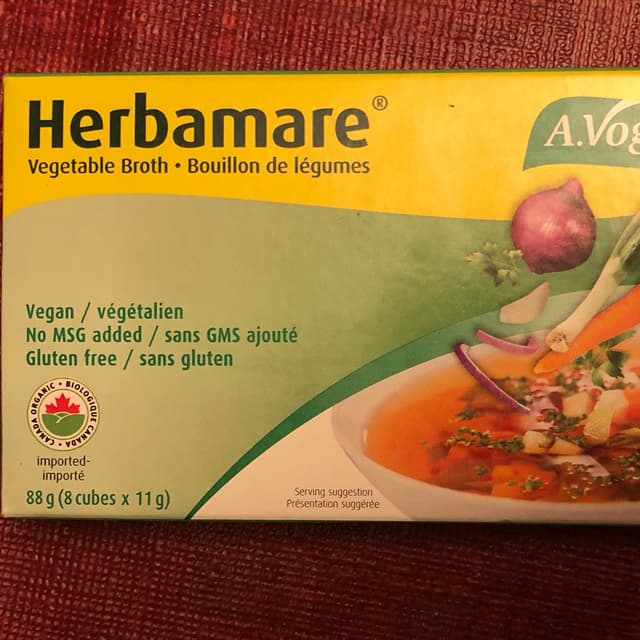 Herbamare®
Vegetable Broth • Bouillon de légumes
A.Vog
Vegan / végétalien
No MSG added / sans GMS ajouté
Gluten free / sans gluten
CANADA ORGANIC • BIOLOGIQUE CANADA •
imported-
importé
88 g (8 cubes x 11 g)
Serving suggestion
Présentation suggérée